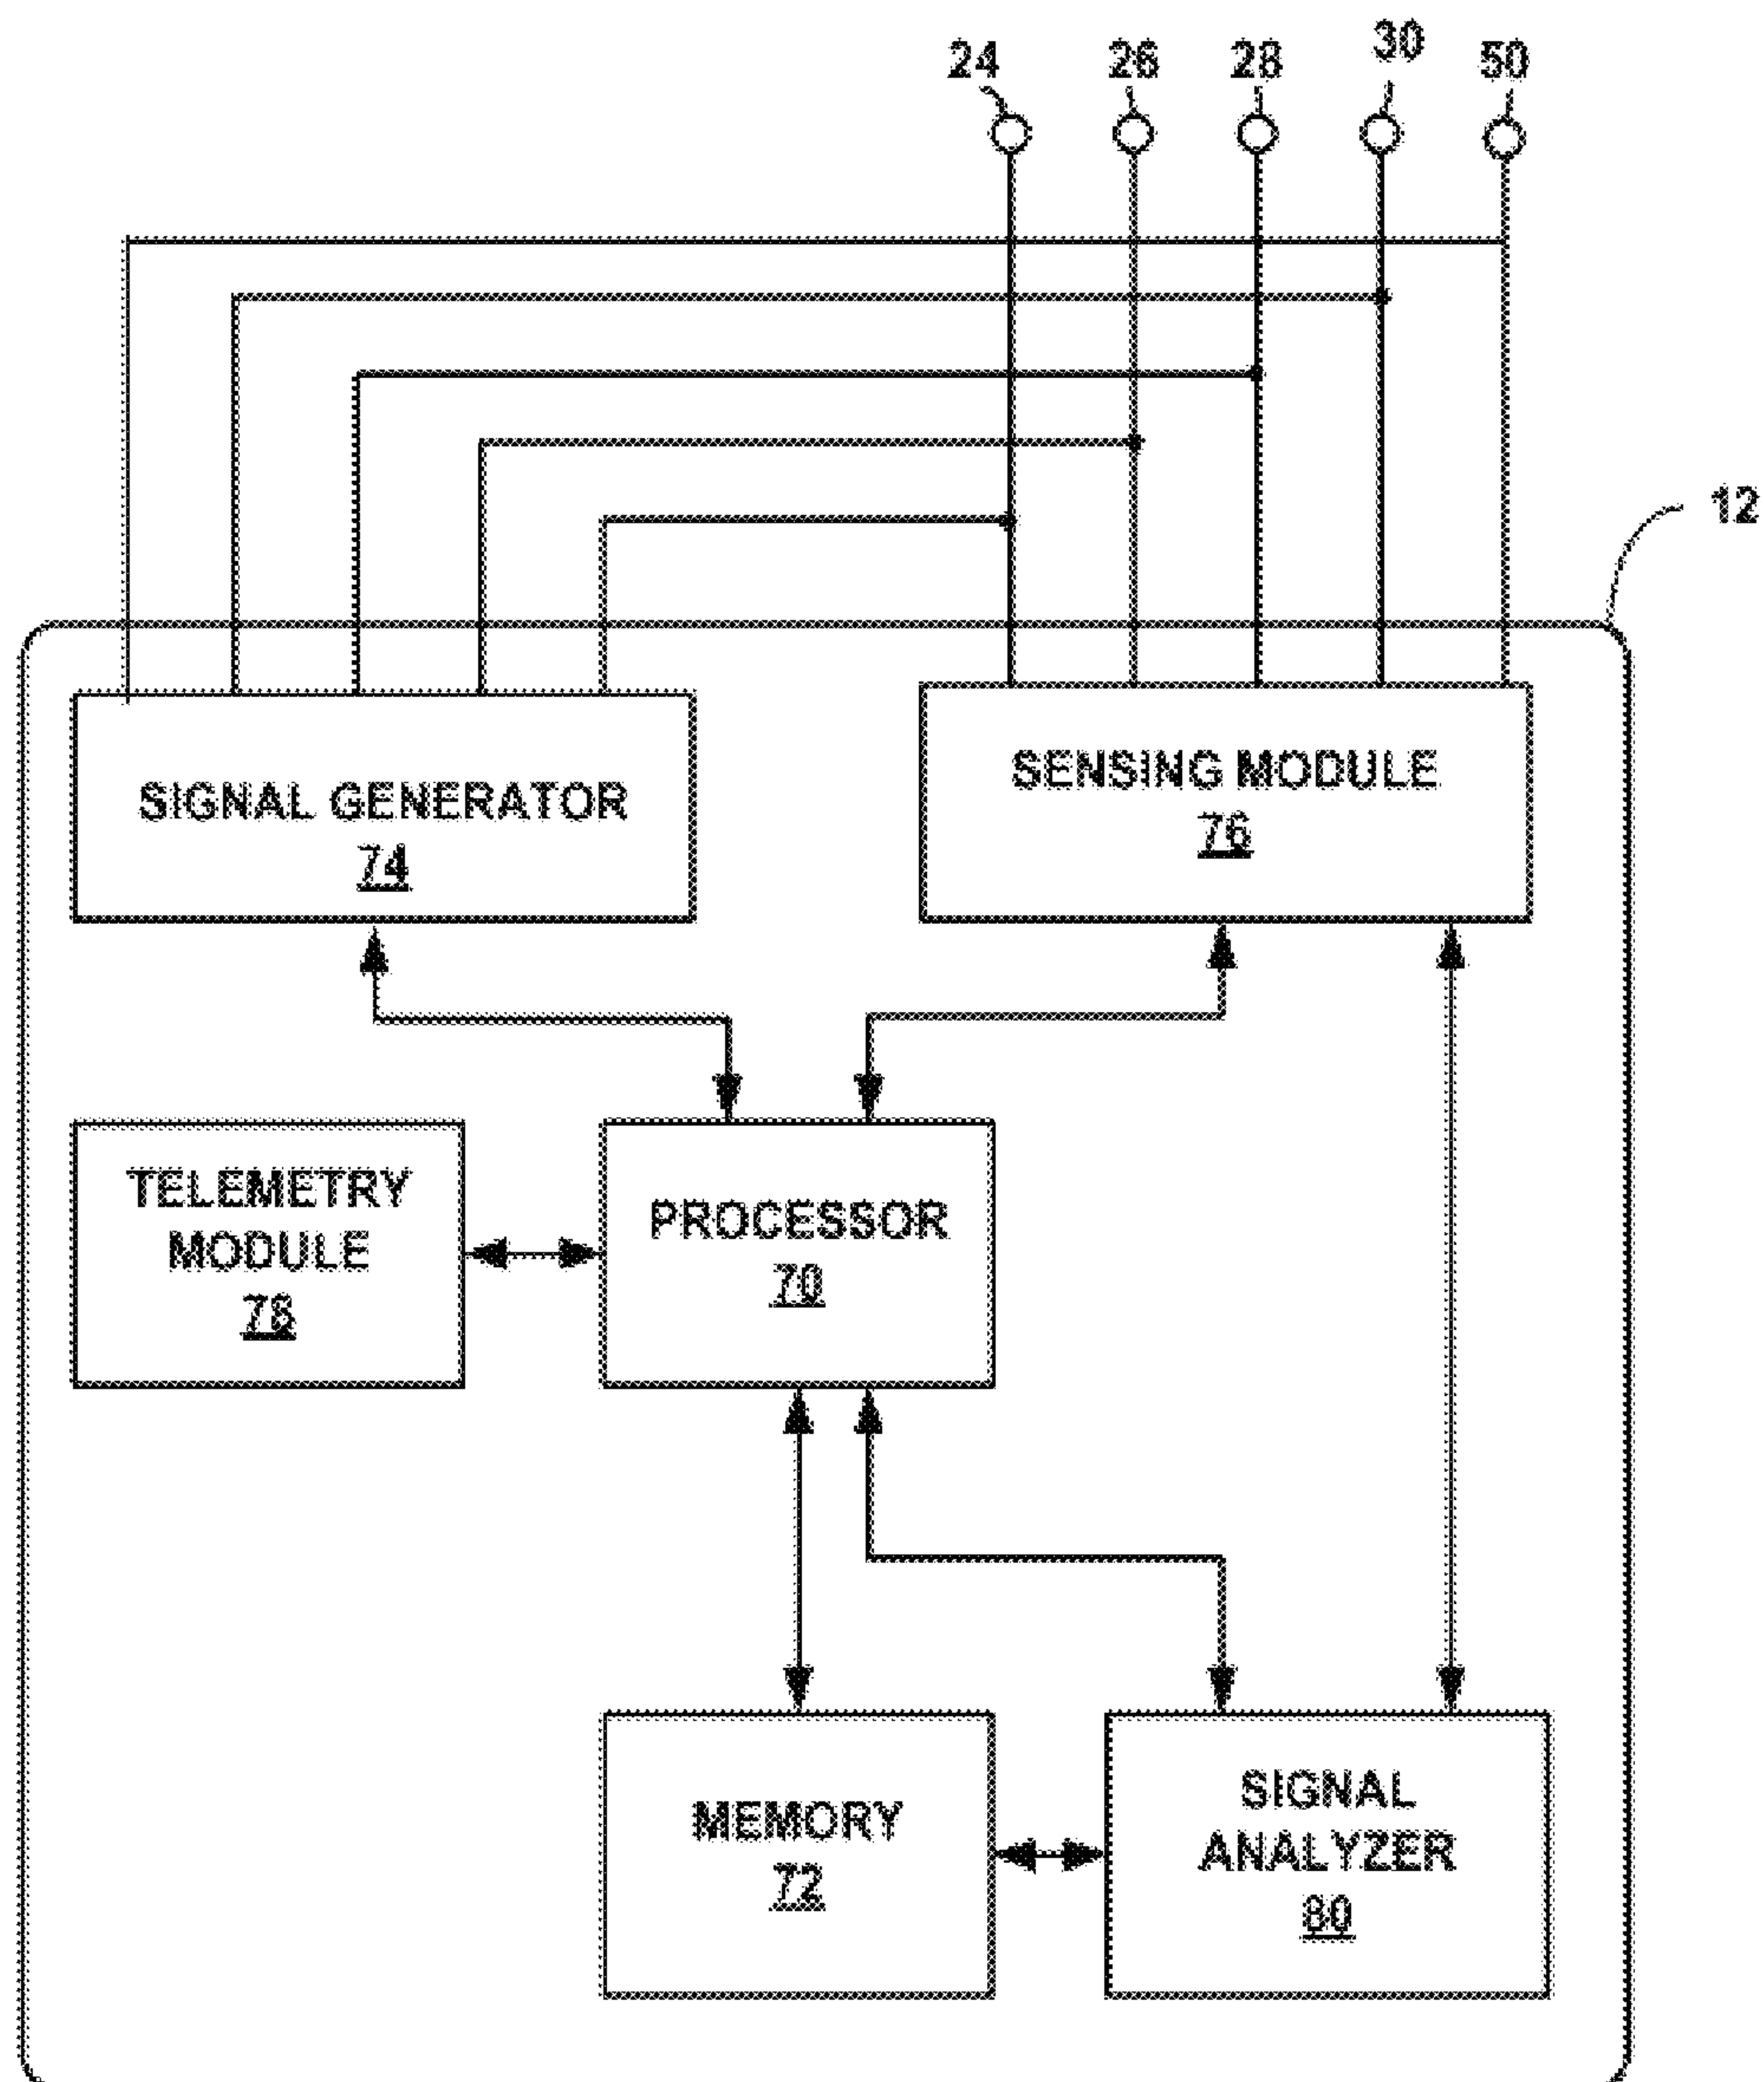 24 26 28 30 50
12
SIGNAL GENERATOR
74
SENSING MODULE
76
TELEMETRY
MODULE
78
PROCESSOR
70
MEMORY
72
SIGNAL
ANALYZER
80